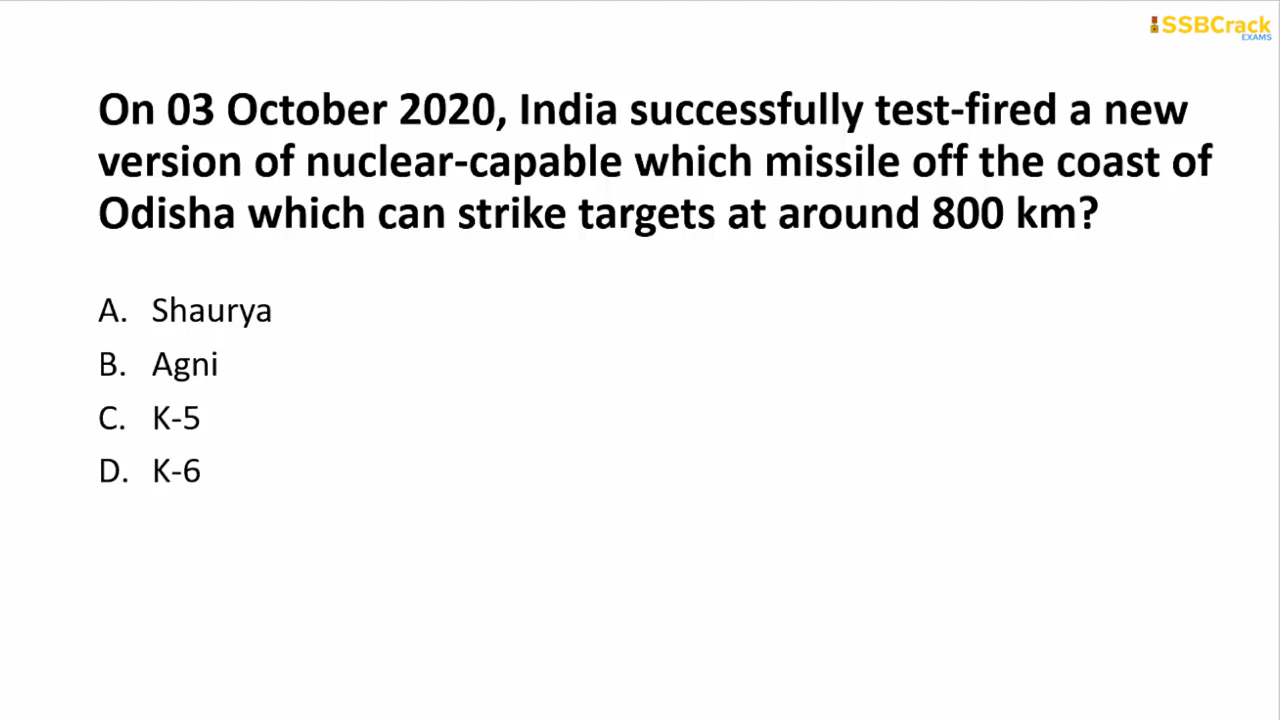 SSBCrack
EXAMS
On 03 October 2020, India successfully test-fired a new
version of nuclear-capable which missile off the coast of
Odisha which can strike targets at around 800 km?
A. Shaurya
B. Agni
C. K-5
D. K-6